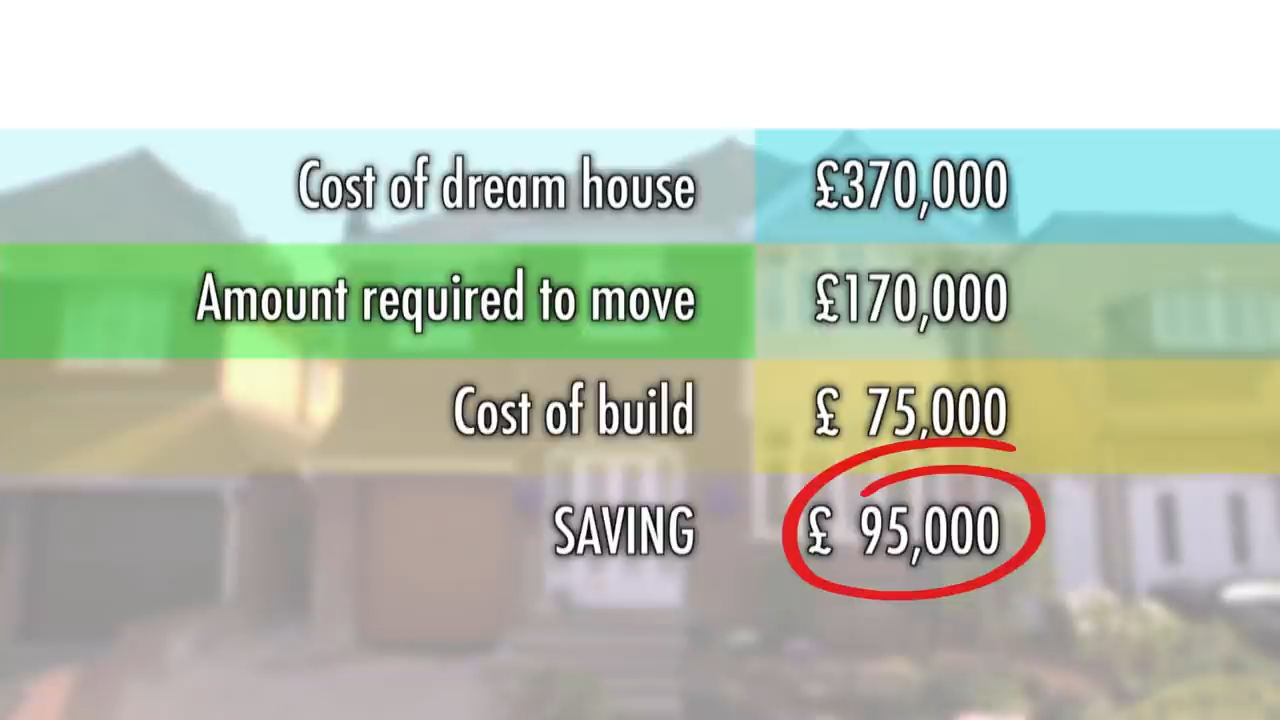 Cost of dream house £370,000
Amount required to move £170,000
Cost of build £ 75,000
SAVING £ 95,000